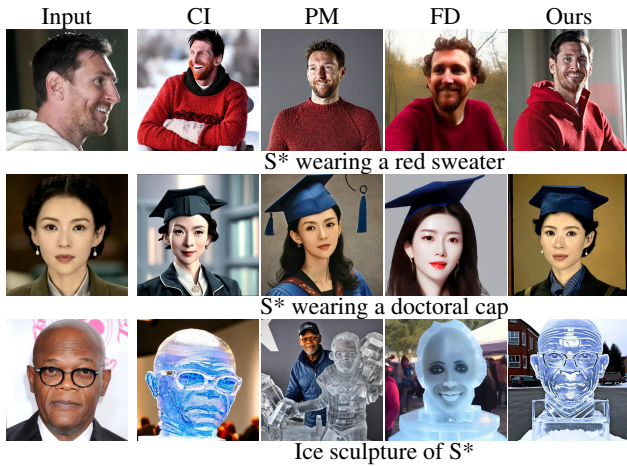 Input CI PM FD Ours
S* wearing a red sweater
S* wearing a doctoral cap
Ice sculpture of S*